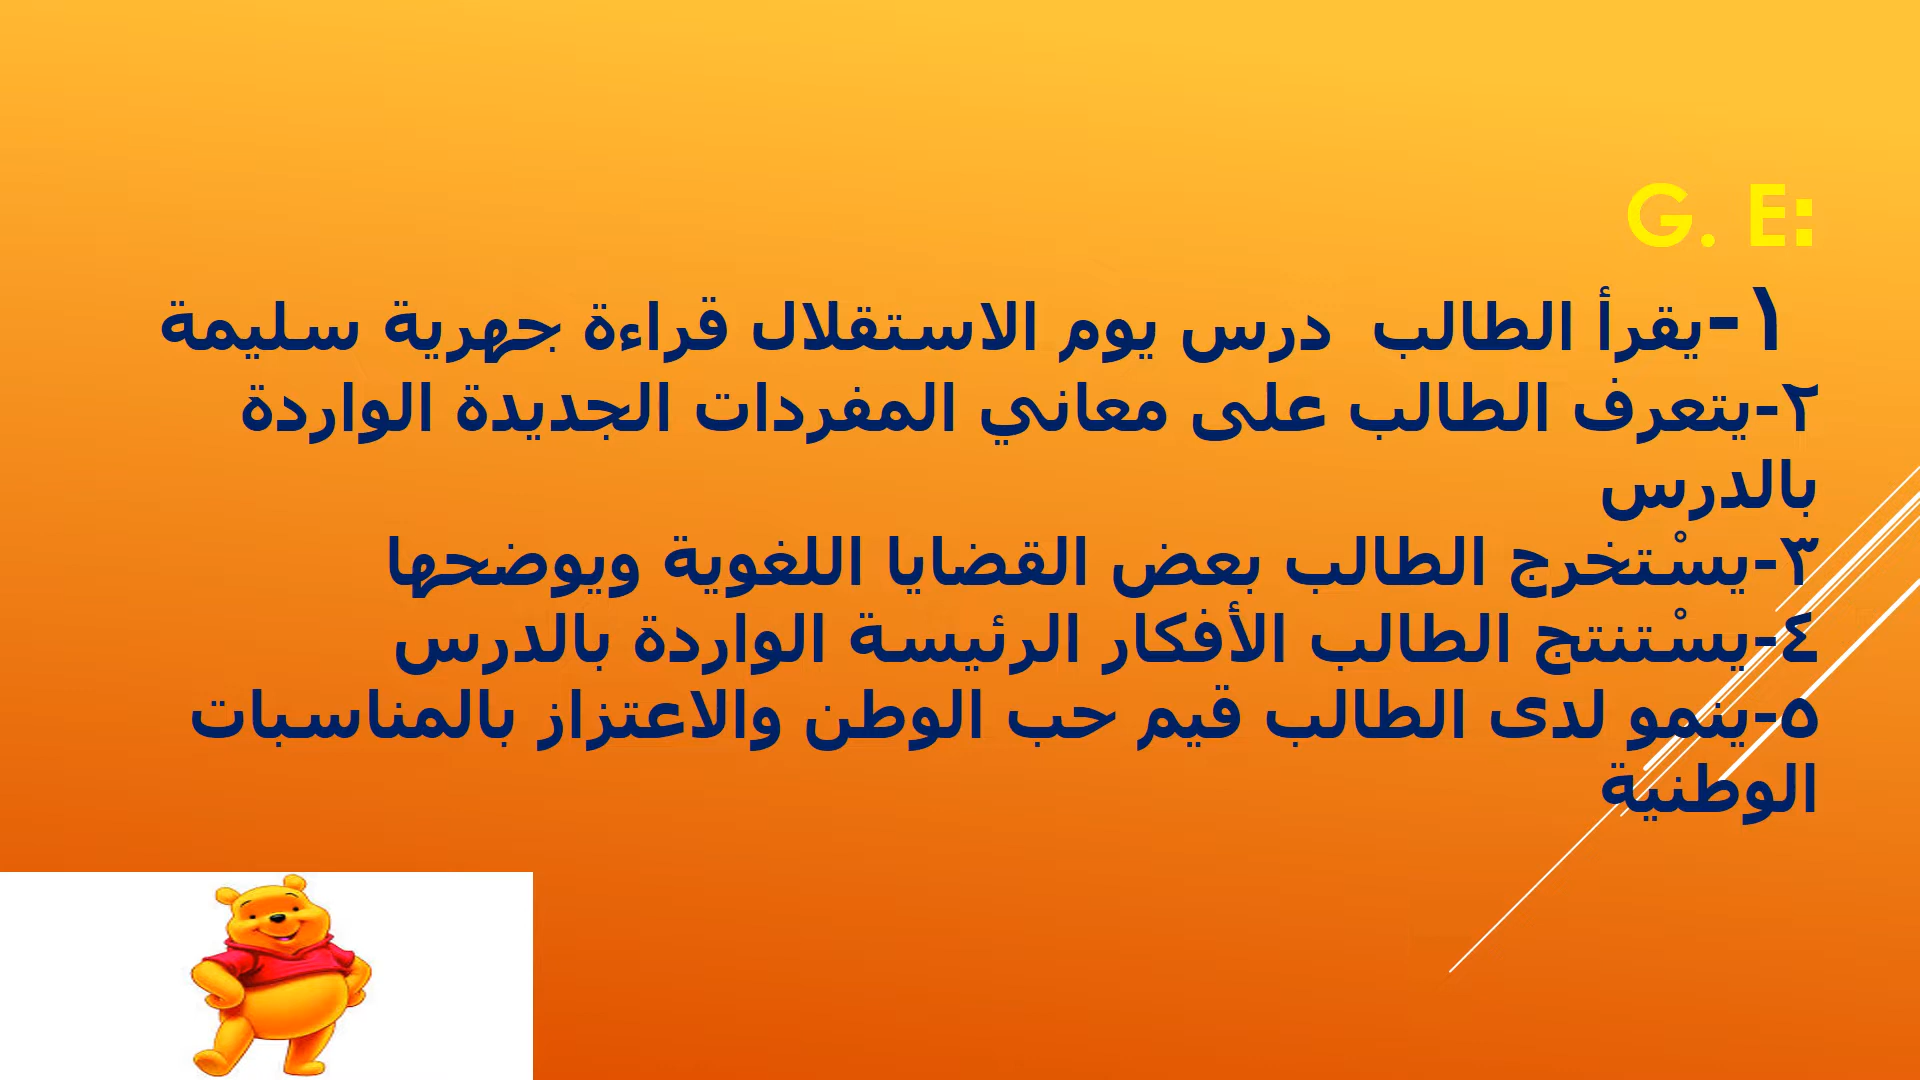 G. E:
١-يقرأ الطالب  درس يوم الاستقلال قراءة جهرية سليمة
٢-يتعرف الطالب على معاني المفردات الجديدة الواردة
بالدرس
٣-يسْتخرج الطالب بعض القضايا اللغوية ويوضحها
٤-يسْتنتج الطالب الأفكار الرئيسة الواردة بالدرس
٥-ينمو لدى الطالب قيم حب الوطن والاعتزاز بالمناسبات
الوطنية